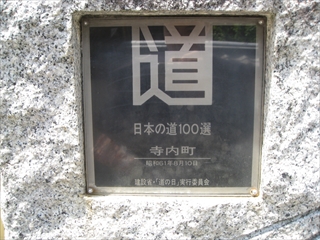 道
日本の道100選
寺内町
昭和61年8月10日
建設省・「道の日」実行委員会